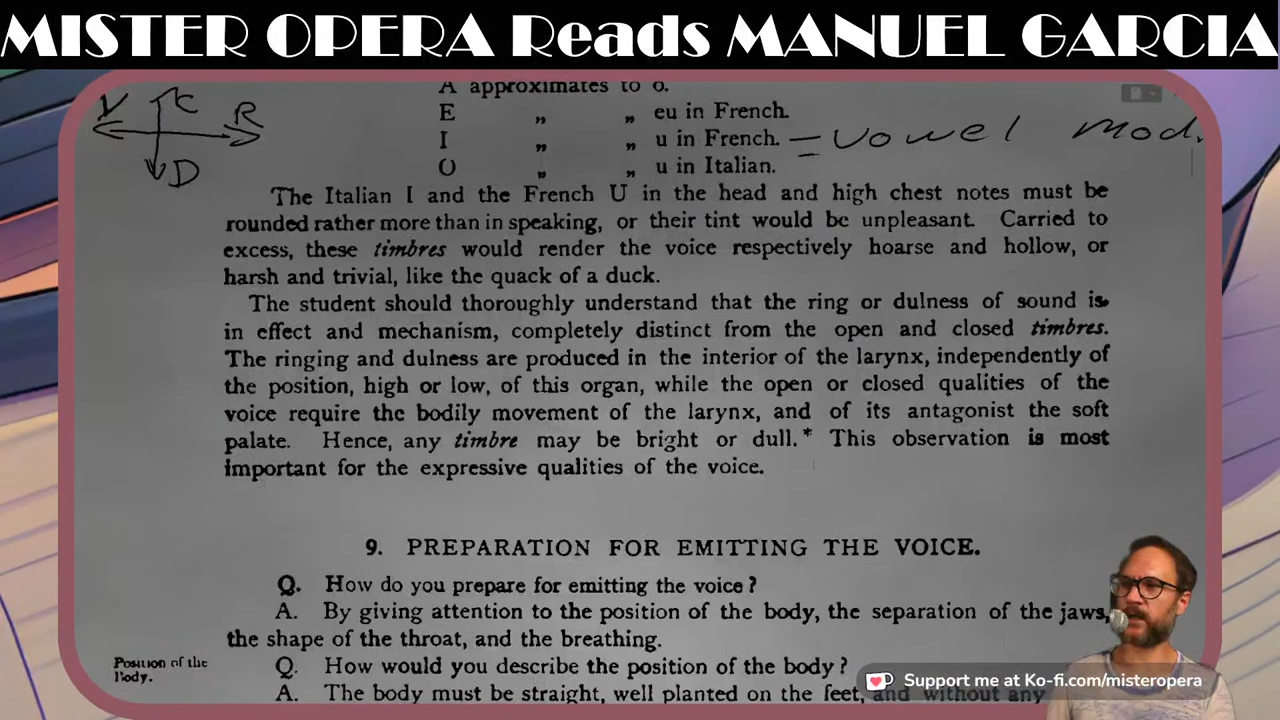 MISTER OPERA Reads MANUEL GARCIA
A approximates to o.
E „ „ eu in French.
I „ „ u in French. = vowel mod.
O „ „ u in Italian.
V C R
D
The Italian I and the French U in the head and high chest notes must be
rounded rather more than in speaking, or their tint would be unpleasant. Carried to
excess, these timbres would render the voice respectively hoarse and hollow, or
harsh and trivial, like the quack of a duck.
The student should thoroughly understand that the ring or dulness of sound is
in effect and mechanism, completely distinct from the open and closed timbres.
The ringing and dulness are produced in the interior of the larynx, independently of
the position, high or low, of this organ, while the open or closed qualities of the
voice require the bodily movement of the larynx, and of its antagonist the soft
palate. Hence, any timbre may be bright or dull.* This observation is most
important for the expressive qualities of the voice.
9. PREPARATION FOR EMITTING THE VOICE.
Q. How do you prepare for emitting the voice?
A. By giving attention to the position of the body, the separation of the jaws,
the shape of the throat, and the breathing.
Position of the
Body.
Q. How would you describe the position of the body?
A. The body must be straight, well planted on the feet, and without any
Support me at Ko-fi.com/misteropera